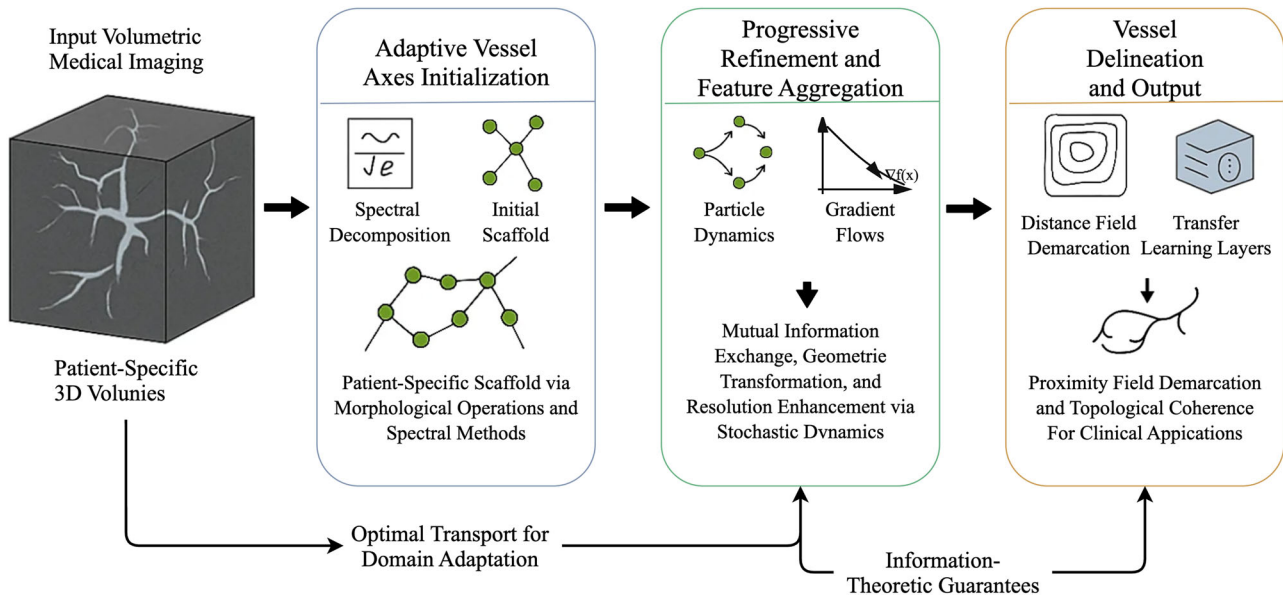 Input Volumetric
Medical Imaging
Patient-Specific
3D Volunies
Adaptive Vessel
Axes Initialization
~
Je
Spectral
Decomposition
Initial
Scaffold
Patient-Specific Scaffold via
Morphological Operations and
Spectral Methods
Progressive
Refinement and
Feature Aggregation
∇f(x)
Particle
Dynamics
Gradient
Flows
Mutual Information
Exchange, Geometrie
Transformation, and
Resolution Enhancement via
Stochastic Dvnamics
Vessel
Delineation
and Output
Distance Field
Demarcation
Transfer
Learning Layers
Proximity Field Demarcation
and Topological Coherence
For Clinical Appications
Optimal Transport for
Domain Adaptation
Information-
Theoretic Guarantees